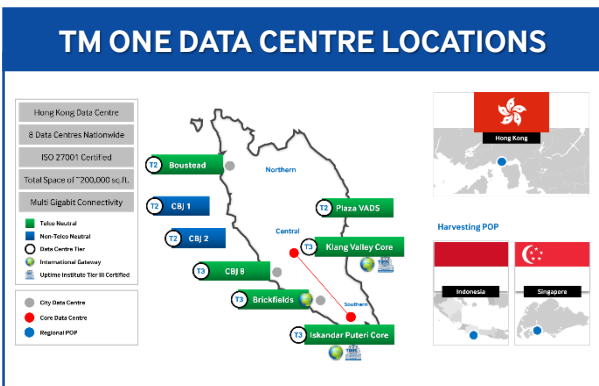 TM ONE DATA CENTRE LOCATIONS
Hong Kong Data Centre
8 Data Centres Nationwide
ISO 27001 Certified
Total Space of ~200,000 sq.ft.
Multi Gigabit Connectivity
Telco Neutral
Non-Telco Neutral
Data Centre Tier
International Gateway
Uptime Institute Tier III Certified
City Data Centre
Core Data Centre
Regional POP
T2 Boustead
Northern
T2 CBJ 1
T2 Plaza VADS
T2 CBJ 2
Central
T3 Klang Valley Core
T3 CBJ 8
T3 Brickfields
Southern
T3 Iskandar Puteri Core
Hong Kong
Harvesting POP
Indonesia
Singapore